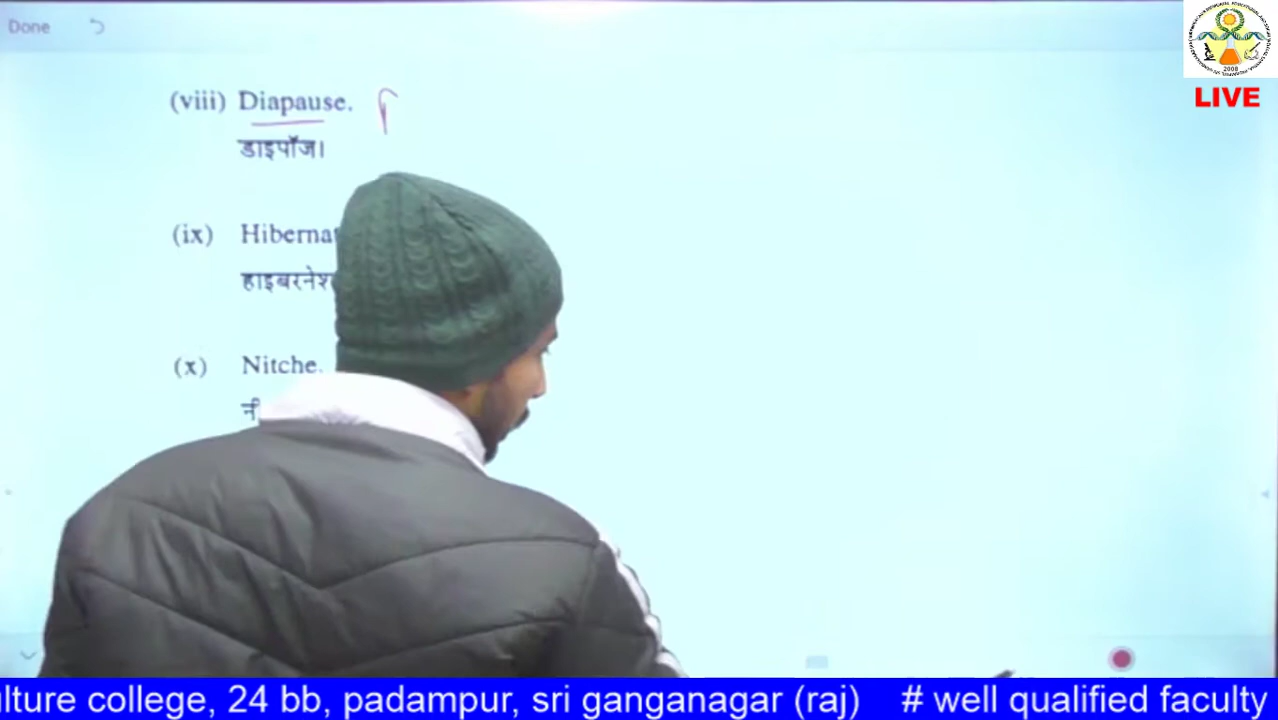 Done
(viii) Diapause.
डाइपॉज।
(ix) Hiberna
हाइबरनेश
(x) Nitche.
नी
2008
LIVE
lture college, 24 bb, padampur, sri ganganagar (raj) # well qualified faculty